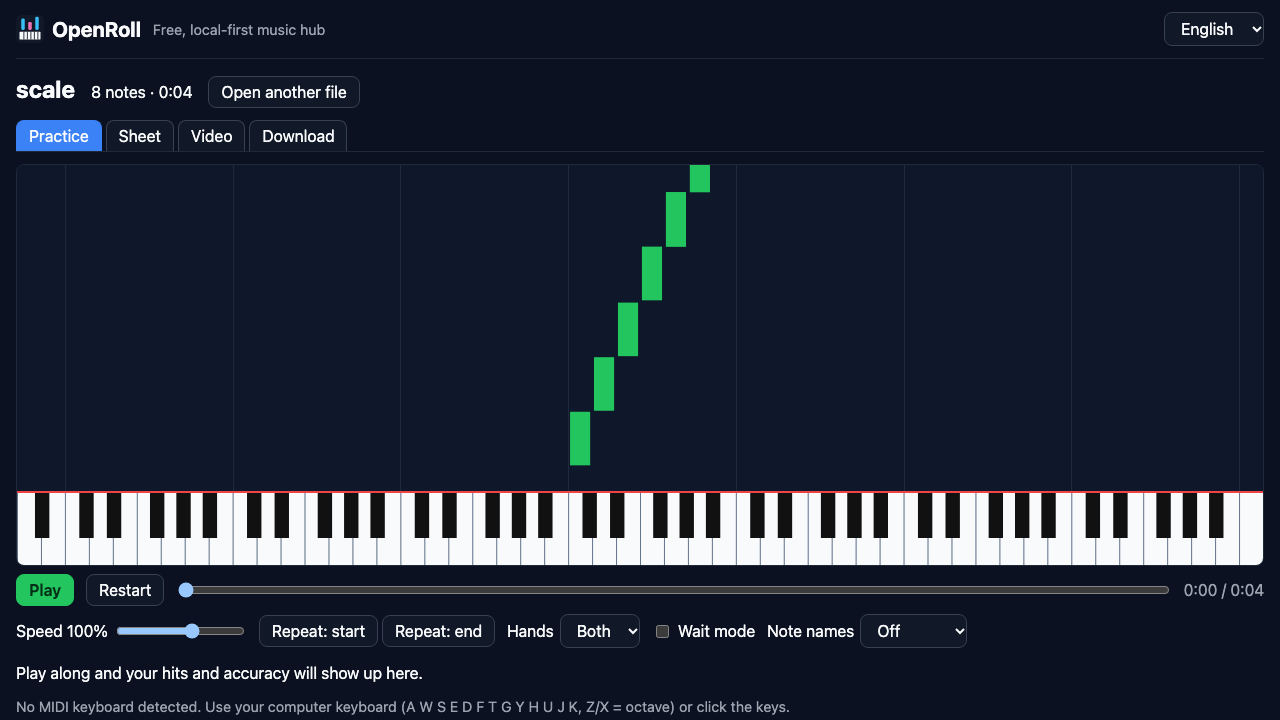 OpenRoll Free, local-first music hub English
scale 8 notes · 0:04 Open another file
Practice Sheet Video Download
Play Restart 0:00 / 0:04
Speed 100% Repeat: start Repeat: end Hands Both Wait mode Note names Off
Play along and your hits and accuracy will show up here.
No MIDI keyboard detected. Use your computer keyboard (A W S E D F T G Y H U J K, Z/X = octave) or click the keys.